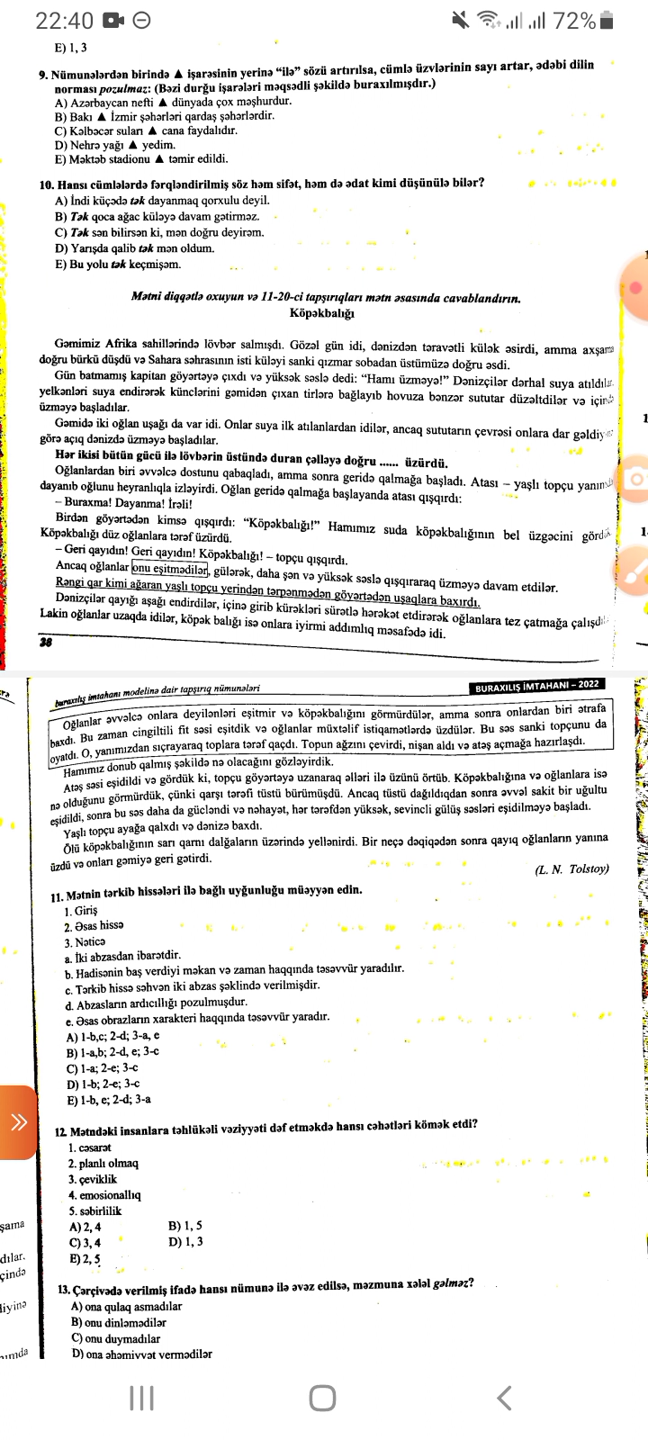 22:40
72%
E) 1, 3
9. Nümunələrdən birində ▲ işarəsinin yerinə “ilə” sözü artırılsa, cümlə üzvlərinin sayı artar, ədəbi dilin
norması pozulmaz: (Bəzi durğu işarələri məqsədli şəkildə buraxılmışdır.)
A) Azərbaycan nefti ▲ dünyada çox məşhurdur.
B) Bakı ▲ İzmir şəhərləri qardaş şəhərlərdir.
C) Kəlbəcər suları ▲ cana faydalıdır.
D) Nehrə yağı ▲ yedim.
E) Məktəb stadionu ▲ təmir edildi.
10. Hansı cümlələrdə fərqləndirilmiş söz həm sifət, həm də ədat kimi düşünülə bilər?
A) İndi küçədə tək dayanmaq qorxulu deyil.
B) Tək qoca ağac küləyə davam gətirməz.
C) Tək sən bilirsən ki, mən doğru deyirəm.
D) Yarışda qalib tək mən oldum.
E) Bu yolu tək keçmişəm.
Mətni diqqətlə oxuyun və 11-20-ci tapşırıqları mətn əsasında cavablandırın.
Köpəkbalığı
Gəmimiz Afrika sahillərində lövbər salmışdı. Gözəl gün idi, dənizdən təravətli külək əsirdi, amma axşama
doğru bürkü düşdü və Sahara səhrasının isti küləyi sanki qızmar sobadan üstümüzə doğru əsdi.
Gün batmamış kapitan göyərtəyə çıxdı və yüksək səslə dedi: “Hamı üzməyə!” Dənizçilər dərhal suya atıldılar.
yelkənləri suya endirərək künclərini gəmidən çıxan tirlərə bağlayıb hovuza bənzər sututar düzəltdilər və içində
üzməyə başladılar.
Gəmidə iki oğlan uşağı da var idi. Onlar suya ilk atılanlardan idilər, ancaq sututarın çevrəsi onlara dar gəldiyinə
görə açıq dənizdə üzməyə başladılar.
Hər ikisi bütün gücü ilə lövbərin üstündə duran çəlləyə doğru ...... üzürdü.
Oğlanlardan biri əvvəlcə dostunu qabaqladı, amma sonra geridə qalmağa başladı. Atası – yaşlı topçu yanımda
dayanıb oğlunu heyranlıqla izləyirdi. Oğlan geridə qalmağa başlayanda atası qışqırdı:
– Buraxma! Dayanma! İrəli!
Birdən göyərtədən kimsə qışqırdı: “Köpəkbalığı!” Hamımız suda köpəkbalığının bel üzgəcini gördük
Köpəkbalığı düz oğlanlara tərəf üzürdü.
– Geri qayıdın! Geri qayıdın! Köpəkbalığı! – topçu qışqırdı.
Ancaq oğlanlar onu eşitmədilər, gülərək, daha şən və yüksək səslə qışqıraraq üzməyə davam etdilər.
Rəngi qar kimi ağaran yaşlı topçu yerindən tərpənmədən göyərtədən uşaqlara baxırdı.
Dənizçilər qayığı aşağı endirdilər, içinə girib kürəkləri sürətlə hərəkət etdirərək oğlanlara tez çatmağa çalışdı
Lakin oğlanlar uzaqda idilər, köpək balığı isə onlara iyirmi addımlıq məsafədə idi.
38
buraxılış imtahanı modelinə dair tapşırıq nümunələri
BURAXILIŞ İMTAHANI – 2022
Oğlanlar əvvəlcə onlara deyilənləri eşitmir və köpəkbalığını görmürdülər, amma sonra onlardan biri ətrafa
baxdı. Bu zaman cingiltili fit səsi eşitdik və oğlanlar müxtəlif istiqamətlərdə üzdülər. Bu səs sanki topçunu da
oyatdı. O, yanımızdan sıçrayaraq toplara tərəf qaçdı. Topun ağzını çevirdi, nişan aldı və atəş açmağa hazırlaşdı.
Hamımız donub qalmış şəkildə nə olacağını gözləyirdik.
Atəş səsi eşidildi və gördük ki, topçu göyərtəyə uzanaraq əlləri ilə üzünü örtüb. Köpəkbalığına və oğlanlara isə
nə olduğunu görmürdük, çünki qarşı tərəfi tüstü bürümüşdü. Ancaq tüstü dağıldıqdan sonra əvvəl sakit bir uğultu
eşidildi, sonra bu səs daha da gücləndi və nəhayət, hər tərəfdən yüksək, sevincli gülüş səsləri eşidilməyə başladı.
Yaşlı topçu ayağa qalxdı və dənizə baxdı.
Ölü köpəkbalığının sarı qarnı dalğaların üzərində yellənirdi. Bir neçə dəqiqədən sonra qayıq oğlanların yanına
üzdü və onları gəmiyə geri gətirdi.
(L. N. Tolstoy)
11. Mətnin tərkib hissələri ilə bağlı uyğunluğu müəyyən edin.
1. Giriş
2. Əsas hissə
3. Nəticə
a. İki abzasdan ibarətdir.
b. Hadisənin baş verdiyi məkan və zaman haqqında təsəvvür yaradılır.
c. Tərkib hissə səhvən iki abzas şəklində verilmişdir.
d. Abzasların ardıcıllığı pozulmuşdur.
e. Əsas obrazların xarakteri haqqında təsəvvür yaradır.
A) 1-b,c; 2-d; 3-a, e
B) 1-a,b; 2-d, e; 3-c
C) 1-a; 2-e; 3-c
D) 1-b; 2-e; 3-c
E) 1-b, e; 2-d; 3-a
12. Mətndəki insanlara təhlükəli vəziyyəti dəf etməkdə hansı cəhətləri kömək etdi?
1. cəsarət
2. planlı olmaq
3. çeviklik
4. emosionallıq
5. səbirlilik
A) 2, 4 B) 1, 5
C) 3, 4 D) 1, 3
E) 2, 5
13. Çərçivədə verilmiş ifadə hansı nümunə ilə əvəz edilsə, məzmuna xələl gəlməz?
A) ona qulaq asmadılar
B) onu dinləmədilər
C) onu duymadılar
D) ona əhəmiyyət vermədilər